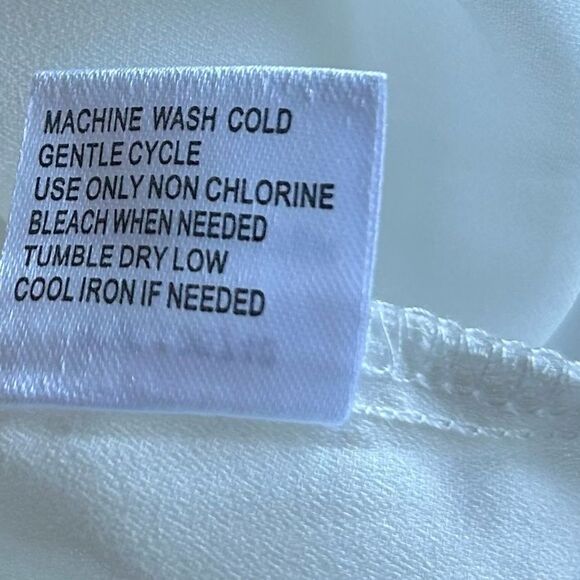 MACHINE WASH COLD
GENTLE CYCLE
USE ONLY NON CHLORINE
BLEACH WHEN NEEDED
TUMBLE DRY LOW
COOL IRON IF NEEDED